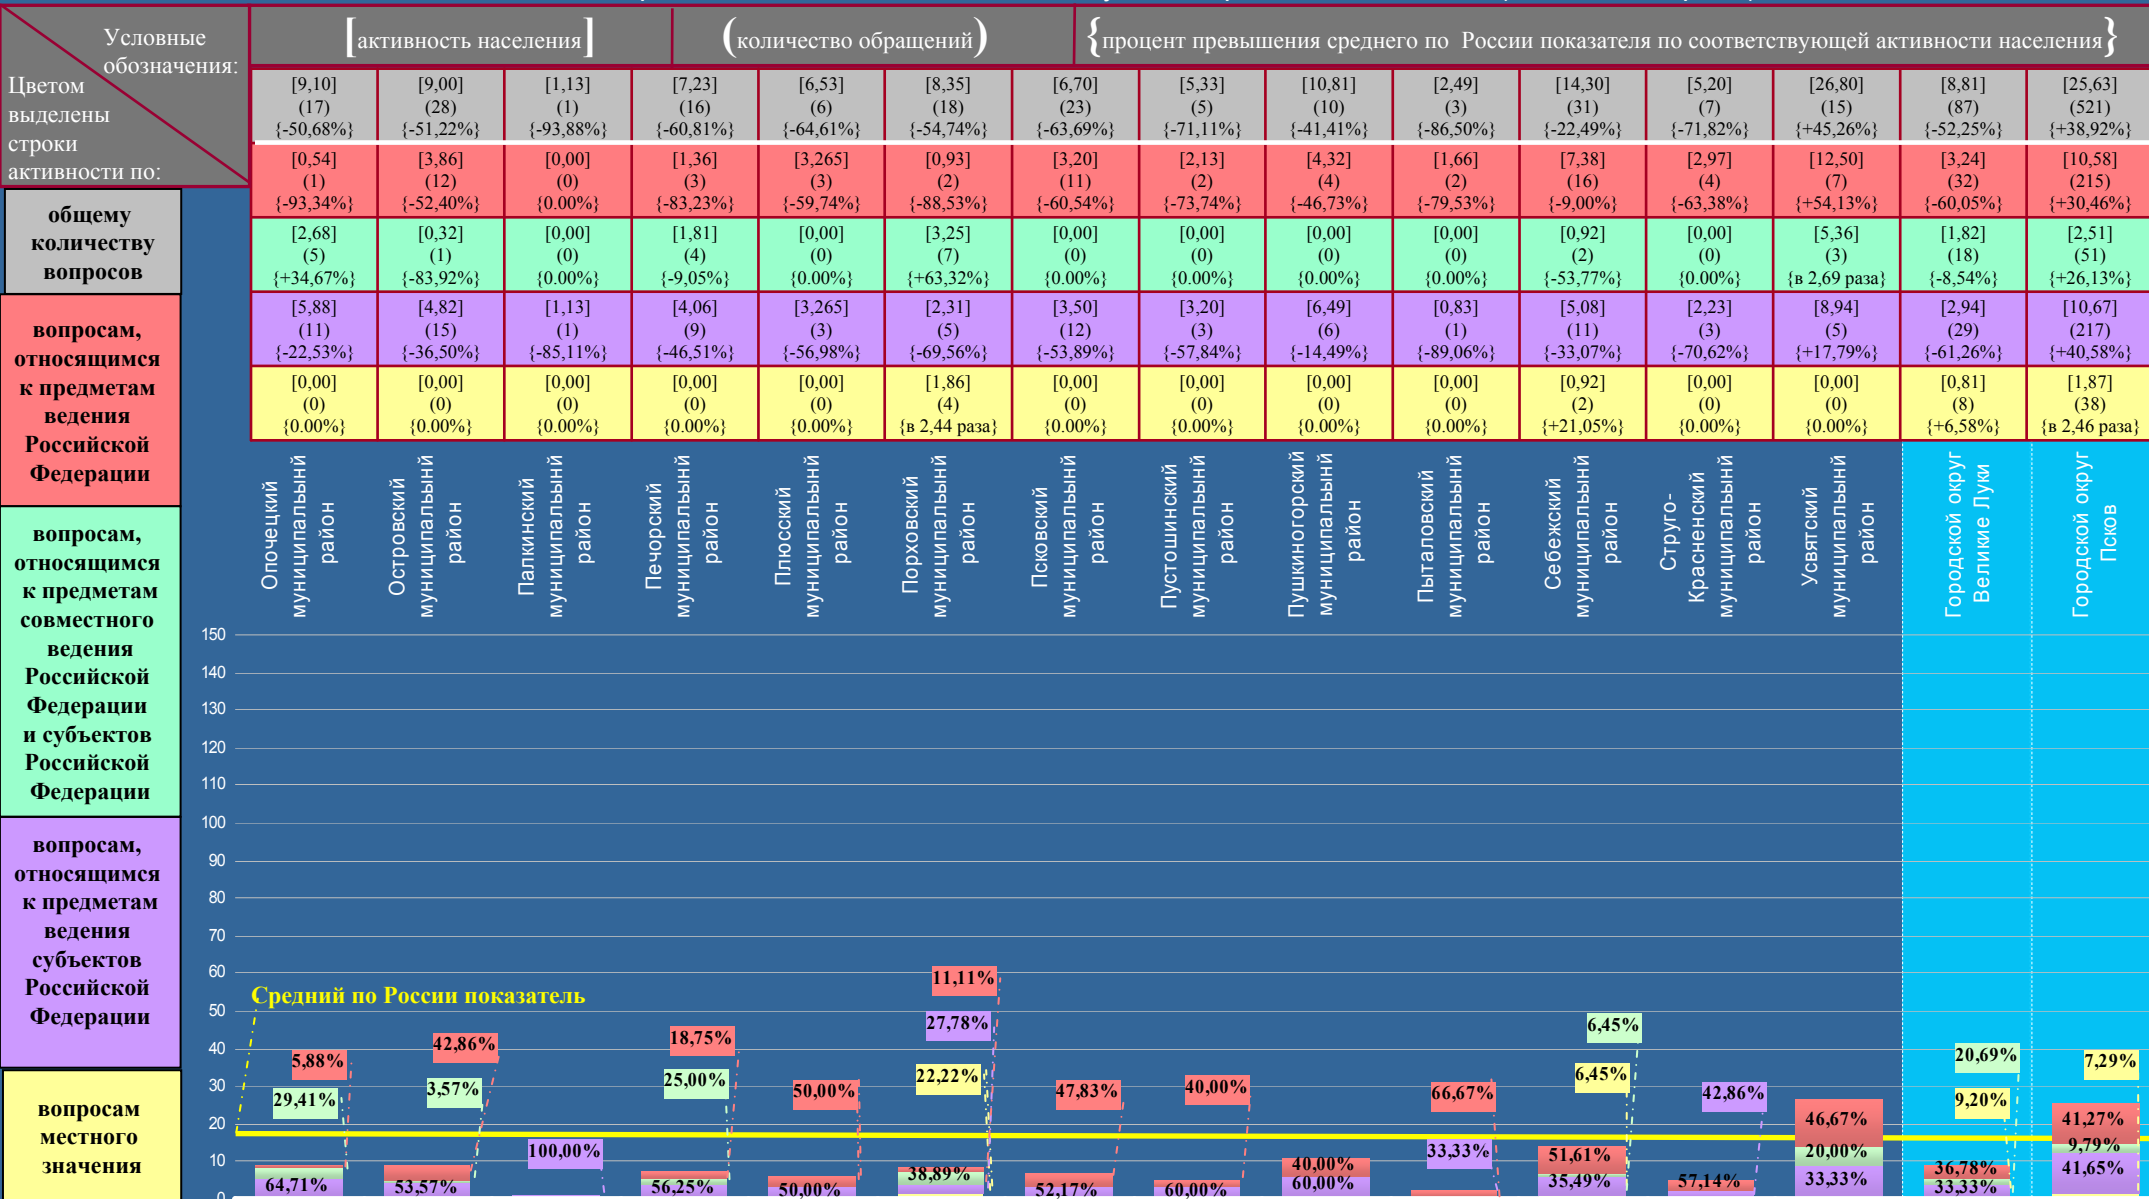 Условные
обозначения:
Цветом
выделены
строки
активности по:
[активность населения]
(количество обращений)
{процент превышения среднего по России показателя по соответствующей активности населения}
[9,10] [9,00] [1,13] [7,23] [6,53] [8,35] [6,70] [5,33] [10,81] [2,49] [14,30] [5,20] [26,80] [8,81] [25,63]
(17) (28) (1) (16) (6) (18) (23) (5) (10) (3) (31) (7) (15) (87) (521)
{-50,68%} {-51,22%} {-93,88%} {-60,81%} {-64,61%} {-54,74%} {-63,69%} {-71,11%} {-41,41%} {-86,50%} {-22,49%} {-71,82%} {+45,26%} {-52,25%} {+38,92%}
[0,54] [3,86] [0,00] [1,36] [3,265] [0,93] [3,20] [2,13] [4,32] [1,66] [7,38] [2,97] [12,50] [3,24] [10,58]
(1) (12) (0) (3) (3) (2) (11) (2) (4) (2) (16) (4) (7) (32) (215)
{-93,34%} {-52,40%} {0.00%} {-83,23%} {-59,74%} {-88,53%} {-60,54%} {-73,74%} {-46,73%} {-79,53%} {-9,00%} {-63,38%} {+54,13%} {-60,05%} {+30,46%}
[2,68] [0,32] [0,00] [1,81] [0,00] [3,25] [0,00] [0,00] [0,00] [0,00] [0,92] [0,00] [5,36] [1,82] [2,51]
(5) (1) (0) (4) (0) (7) (0) (0) (0) (0) (2) (0) (3) (18) (51)
{+34,67%} {-83,92%} {0.00%} {-9,05%} {0.00%} {+63,32%} {0.00%} {0.00%} {0.00%} {0.00%} {-53,77%} {0.00%} {в 2,69 раза} {-8,54%} {+26,13%}
[5,88] [4,82] [1,13] [4,06] [3,265] [2,31] [3,50] [3,20] [6,49] [0,83] [5,08] [2,23] [8,94] [2,94] [10,67]
(11) (15) (1) (9) (3) (5) (12) (3) (6) (1) (11) (3) (5) (29) (217)
{-22,53%} {-36,50%} {-85,11%} {-46,51%} {-56,98%} {-69,56%} {-53,89%} {-57,84%} {-14,49%} {-89,06%} {-33,07%} {-70,62%} {+17,79%} {-61,26%} {+40,58%}
[0,00] [0,00] [0,00] [0,00] [0,00] [1,86] [0,00] [0,00] [0,00] [0,00] [0,92] [0,00] [0,00] [0,81] [1,87]
(0) (0) (0) (0) (0) (4) (0) (0) (0) (0) (2) (0) (0) (8) (38)
{0.00%} {0.00%} {0.00%} {0.00%} {0.00%} {в 2,44 раза} {0.00%} {0.00%} {0.00%} {0.00%} {+21,05%} {0.00%} {0.00%} {+6,58%} {в 2,46 раза}
общему
количеству
вопросов
вопросам,
относящимся
к предметам
ведения
Российской
Федерации
вопросам,
относящимся
к предметам
совместного
ведения
Российской
Федерации
и субъектов
Российской
Федерации
вопросам,
относящимся
к предметам
ведения
субъектов
Российской
Федерации
вопросам
местного
значения
Опочецкий
муниципалььй
район
Островский
муниципалььй
район
Палкинский
муниципалььй
район
Печорский
муниципалььй
район
Плюсский
муниципалььй
район
Порховский
муниципалььй
район
Псковский
муниципалььй
район
Пустошинский
муниципалььй
район
Пушкиногорский
муниципалььй
район
Пыталовский
муниципалььй
район
Себежский
муниципалььй
район
Струго-
Красненский
муниципалььй
район
Усвятский
муниципалььй
район
Городской округ
Великие Луки
Городской округ
Псков
150
140
130
120
110
100
90
80
70
60
50
40
30
20
10
0
Средний по России показатель
5,88%
29,41%
64,71%
42,86%
3,57%
53,57%
100,00%
18,75%
25,00%
56,25%
50,00%
50,00%
11,11%
27,78%
22,22%
38,89%
47,83%
52,17%
40,00%
60,00%
40,00%
60,00%
66,67%
33,33%
6,45%
6,45%
51,61%
35,49%
42,86%
57,14%
46,67%
20,00%
33,33%
20,69%
9,20%
36,78%
33,33%
7,29%
41,27%
9,79%
41,65%